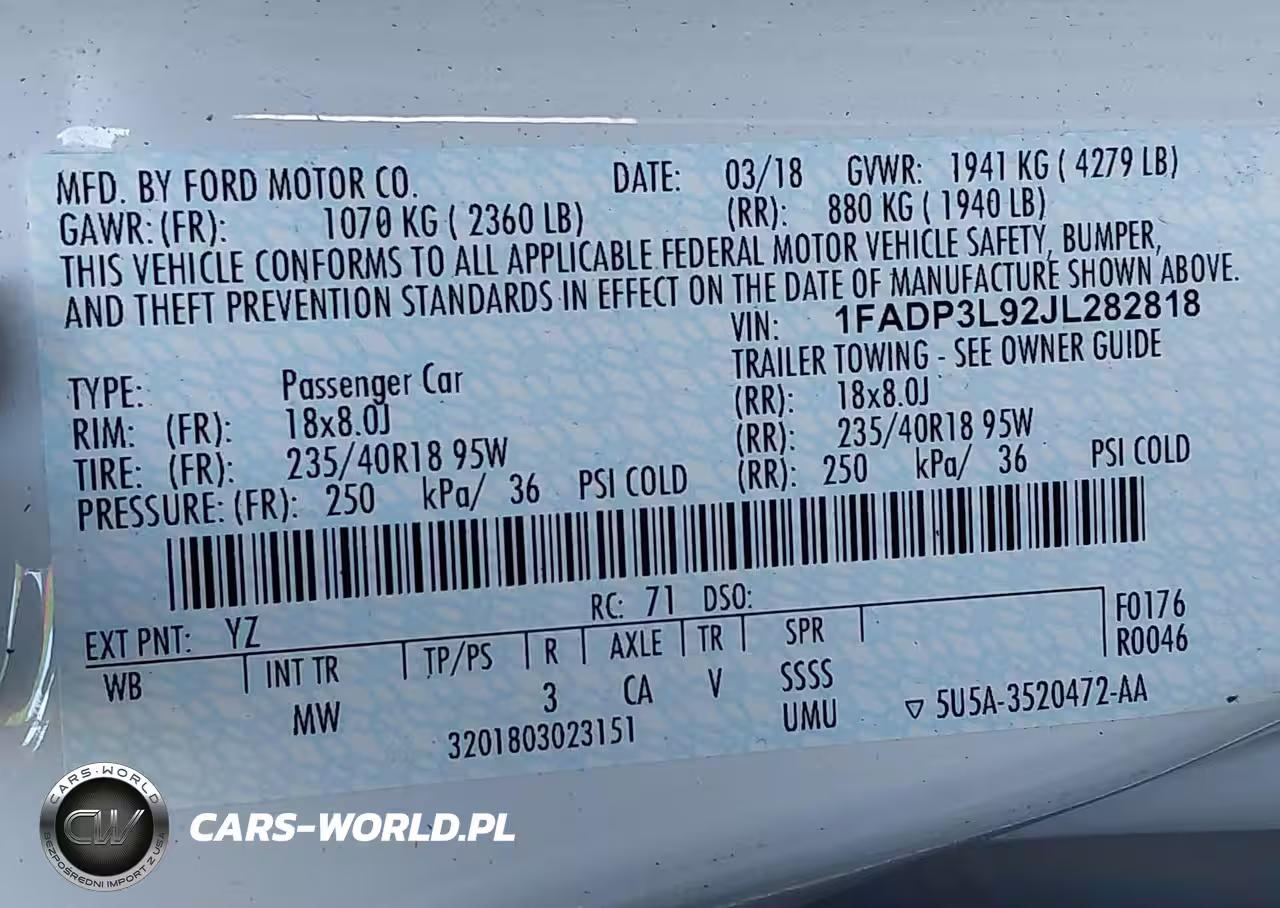 MFD. BY FORD MOTOR CO. DATE: 03/18 GVWR: 1941 KG ( 4279 LB)
GAWR: (FR): 1070 KG ( 2360 LB) (RR): 880 KG ( 1940 LB)
THIS VEHICLE CONFORMS TO ALL APPLICABLE FEDERAL MOTOR VEHICLE SAFETY, BUMPER,
AND THEFT PREVENTION STANDARDS IN EFFECT ON THE DATE OF MANUFACTURE SHOWN ABOVE.
VIN: 1FADP3L92JL282818
TRAILER TOWING - SEE OWNER GUIDE
TYPE: Passenger Car
RIM: (FR): 18x8.0J (RR): 18x8.0J
TIRE: (FR): 235/40R18 95W (RR): 235/40R18 95W
PRESSURE: (FR): 250 kPa/ 36 PSI COLD (RR): 250 kPa/ 36 PSI COLD
EXT PNT: YZ RC: 71 DSO: F0176
WB INT TR TP/PS R AXLE TR SPR R0046
MW 3 CA V SSSS
3201803023151 UMU ▽ 5U5A-3520472-AA
CARS-WORLD
CW
BEZPOŚREDNI IMPORT Z USA
CARS-WORLD.PL